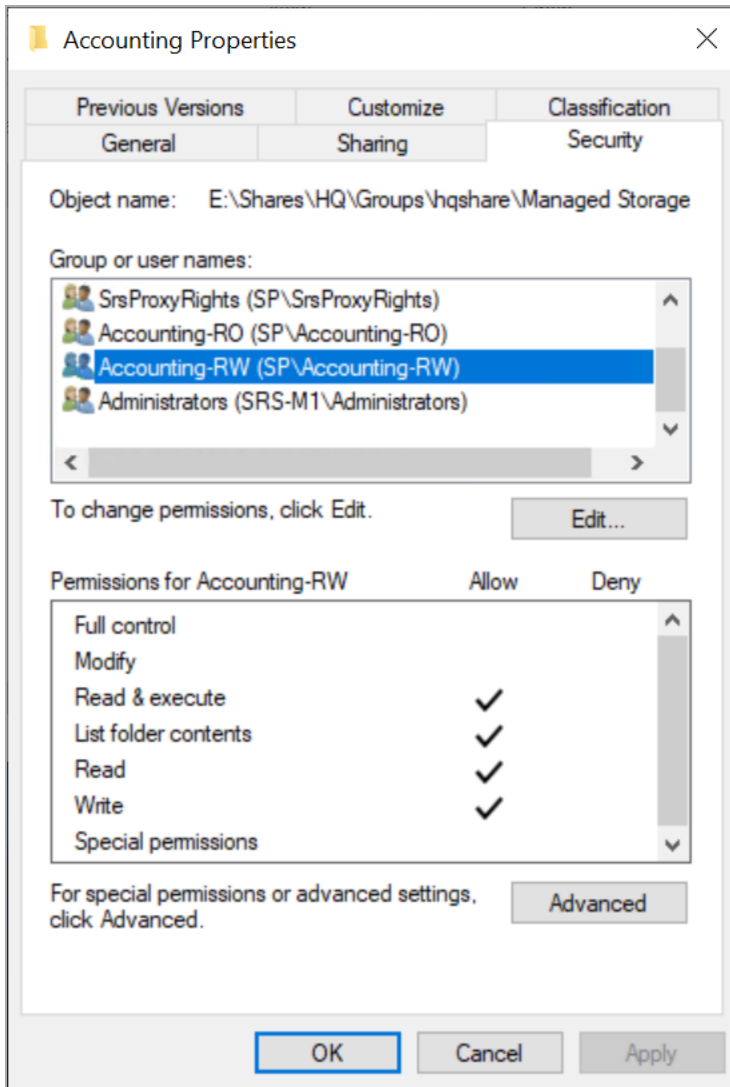 Accounting Properties
Previous Versions Customize Classification
General Sharing Security
Object name: E:\Shares\HQ\Groups\hqshare\Managed Storage
Group or user names:
SrsProxyRights (SP\SrsProxyRights)
Accounting-RO (SP\Accounting-RO)
Accounting-RW (SP\Accounting-RW)
Administrators (SRS-M1\Administrators)
To change permissions, click Edit.
Edit...
Permissions for Accounting-RW Allow Deny
Full control
Modify
Read & execute
List folder contents
Read
Write
Special permissions
For special permissions or advanced settings,
click Advanced.
Advanced
OK Cancel Apply